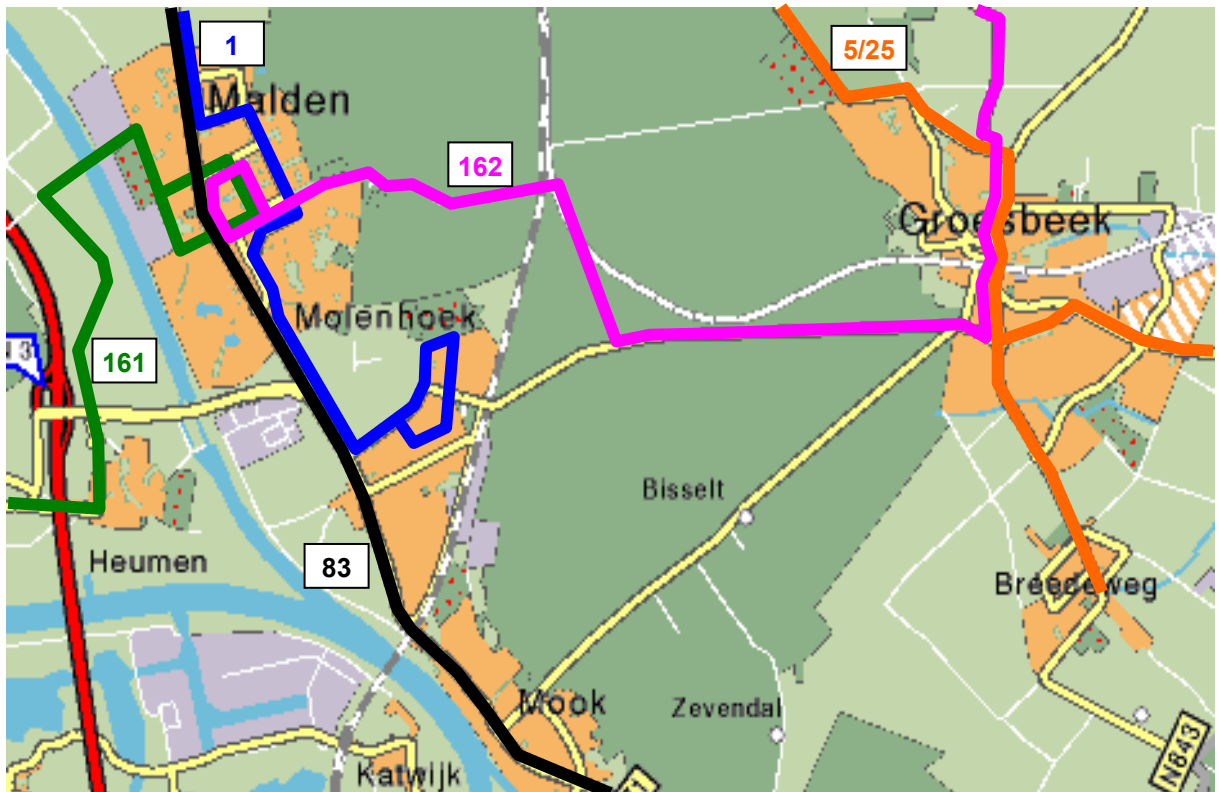 1
5/25
Malden
162
Groesbeek
Molenhoek
161
Bisselt
Heumen
83
Breedeweg
Mook
Zevendal
N843
Katwijk